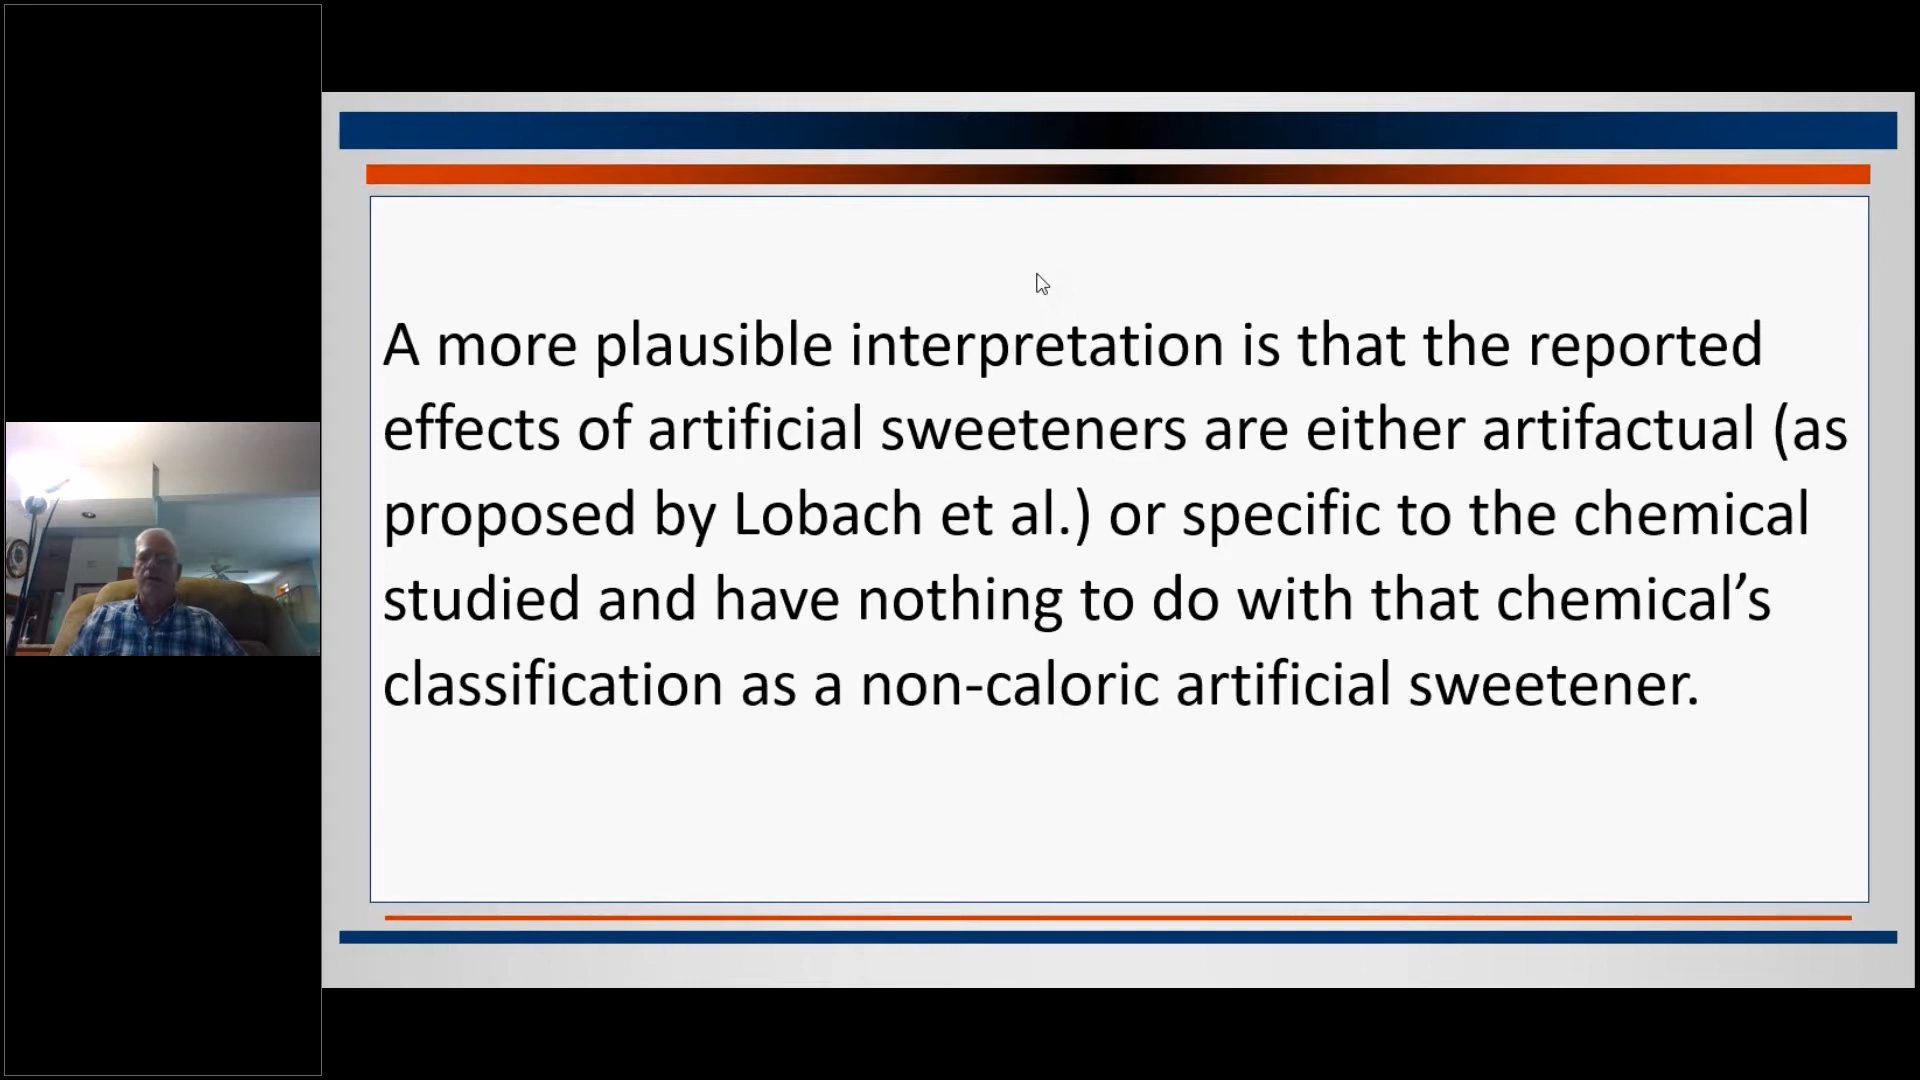 A more plausible interpretation is that the reported
effects of artificial sweeteners are either artifactual (as
proposed by Lobach et al.) or specific to the chemical
studied and have nothing to do with that chemical’s
classification as a non-caloric artificial sweetener.